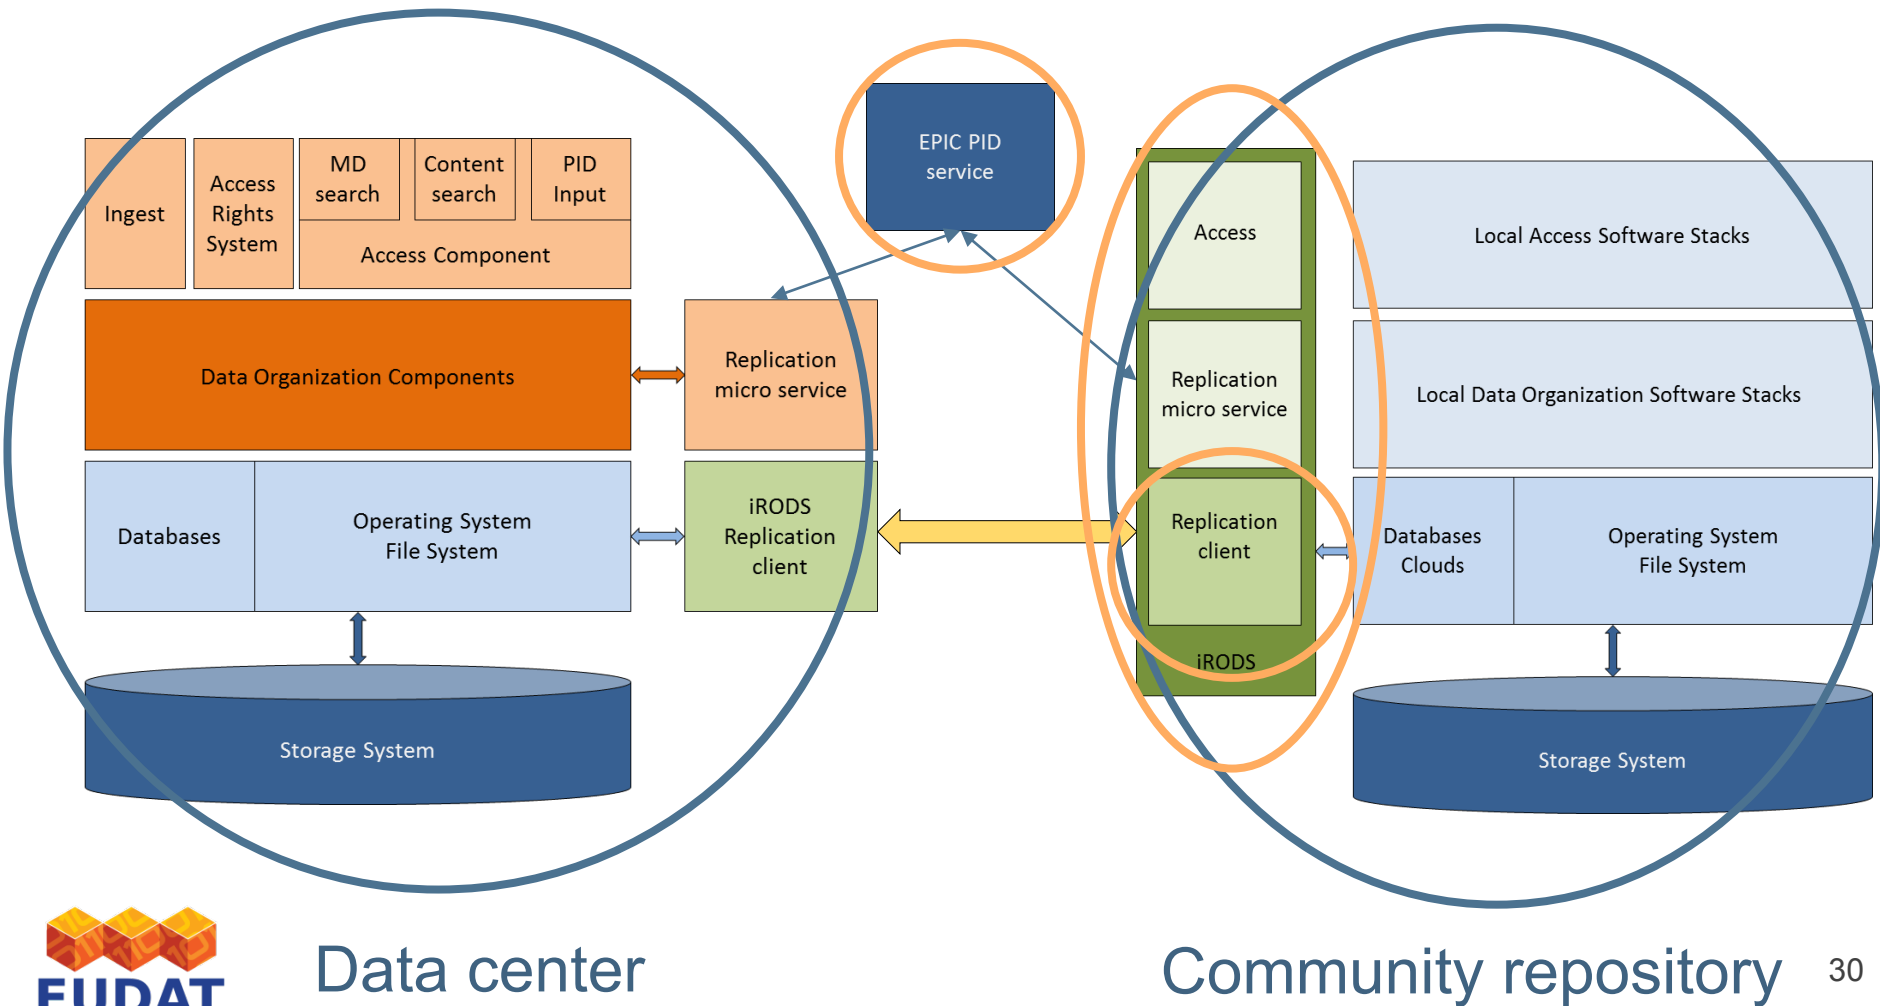 EPIC PID
service
Ingest
Access
Rights
System
MD
search
Content
search
PID
Input
Access Component
Data Organization Components
Replication
micro service
Databases
Operating System
File System
iRODS
Replication
client
Storage System
Access
Replication
micro service
Replication
client
iRODS
Local Access Software Stacks
Local Data Organization Software Stacks
Databases
Clouds
Operating System
File System
Storage System
EUDAT
Data center
Community repository
30